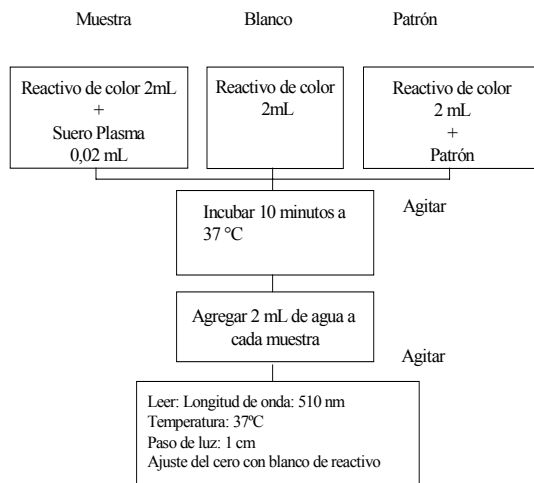 Muestra Blanco Patrón
Reactivo de color 2mL
+
Suero Plasma
0,02 mL
Reactivo de color
2mL
Reactivo de color
2 mL
+
Patrón
Agitar
Incubar 10 minutos a
37 °C
Agregar 2 mL de agua a
cada muestra
Agitar
Leer: Longitud de onda: 510 nm
Temperatura: 37ºC
Paso de luz: 1 cm
Ajuste del cero con blanco de reactivo